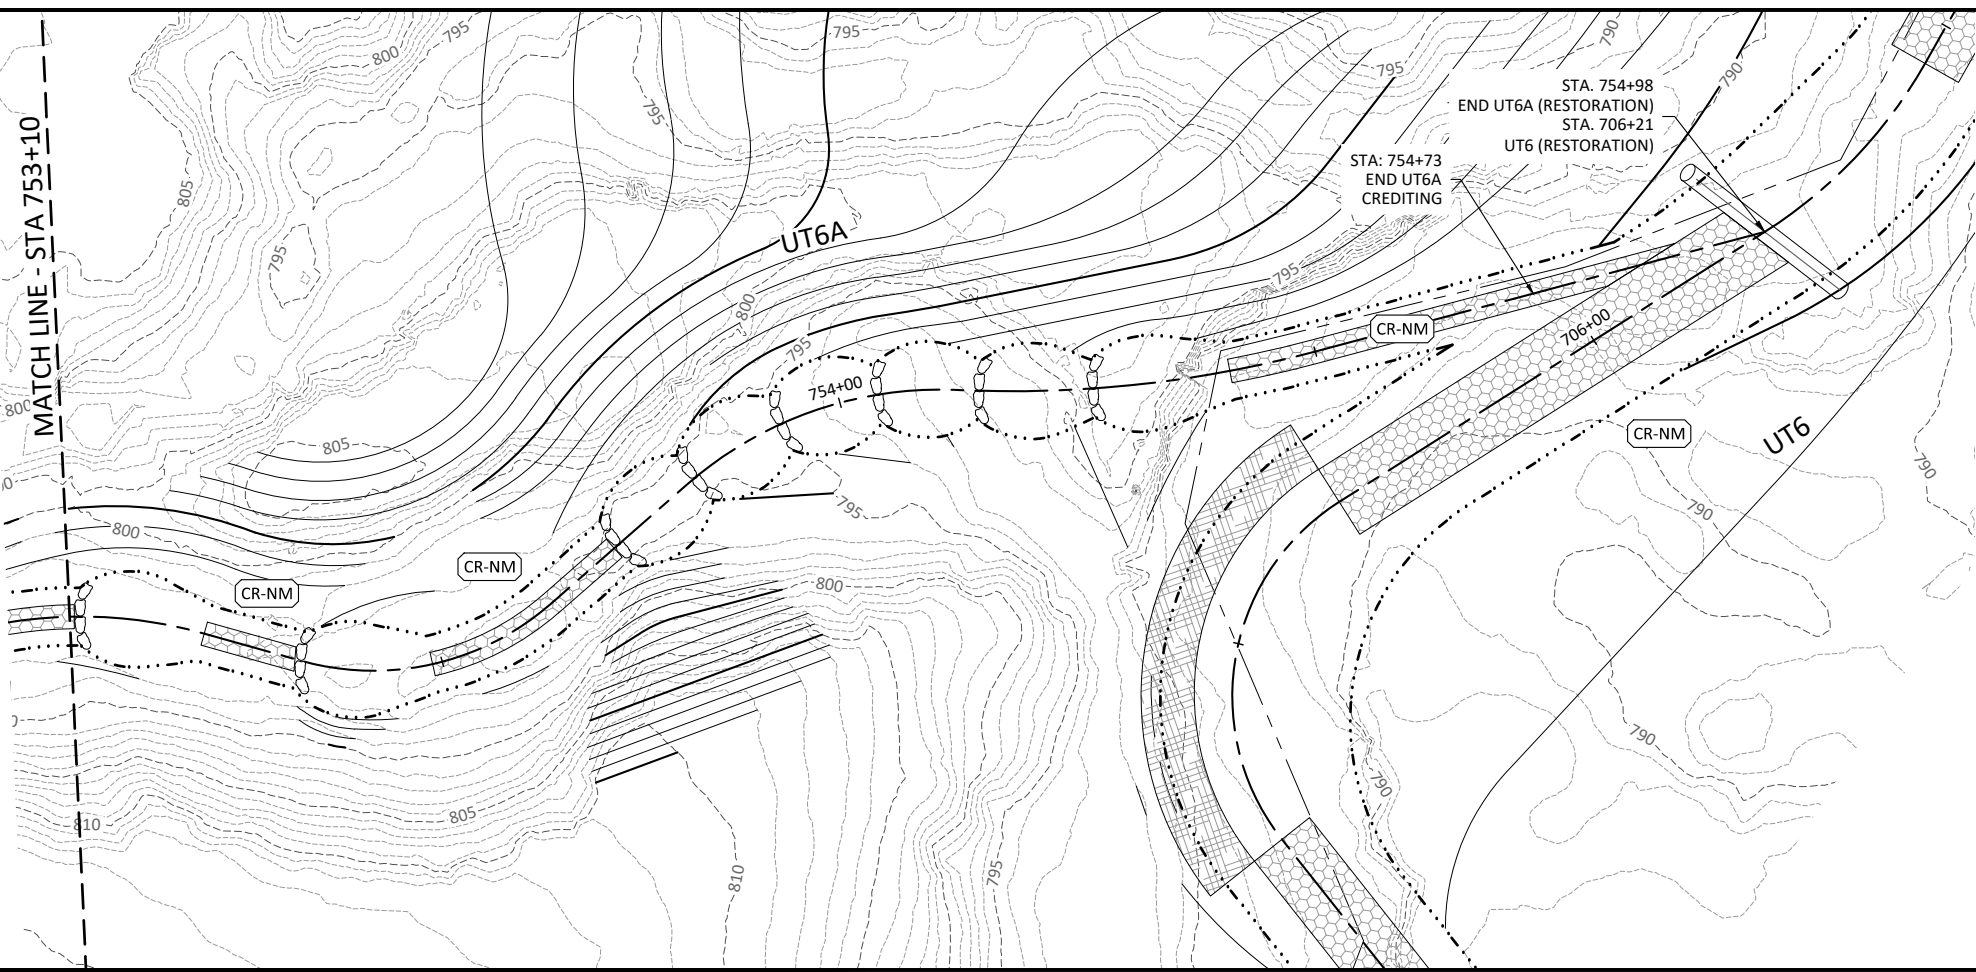 795
795
800
790
795
790
STA. 754+98
END UT6A (RESTORATION)
STA. 706+21
UT6 (RESTORATION)
795
STA: 754+73
END UT6A
CREDITING
805
MATCH LINE - STA 753+10
UT6A
795
795
800
706+00
CR-NM
795
754+00
800
805
CR-NM
UT6
790
795
790
800
CR-NM
CR-NM
800
790
790
805
810
810
795